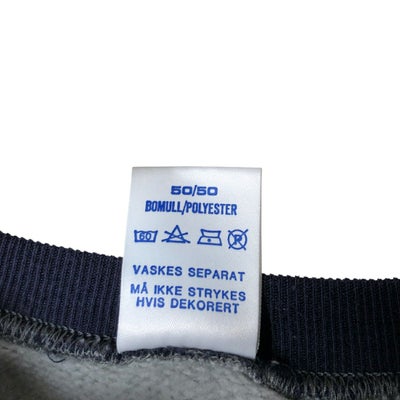 50/50
BOMULL/POLYESTER
60 P
VASKES SEPARAT
MÅ IKKE STRYKES
HVIS DEKORERT